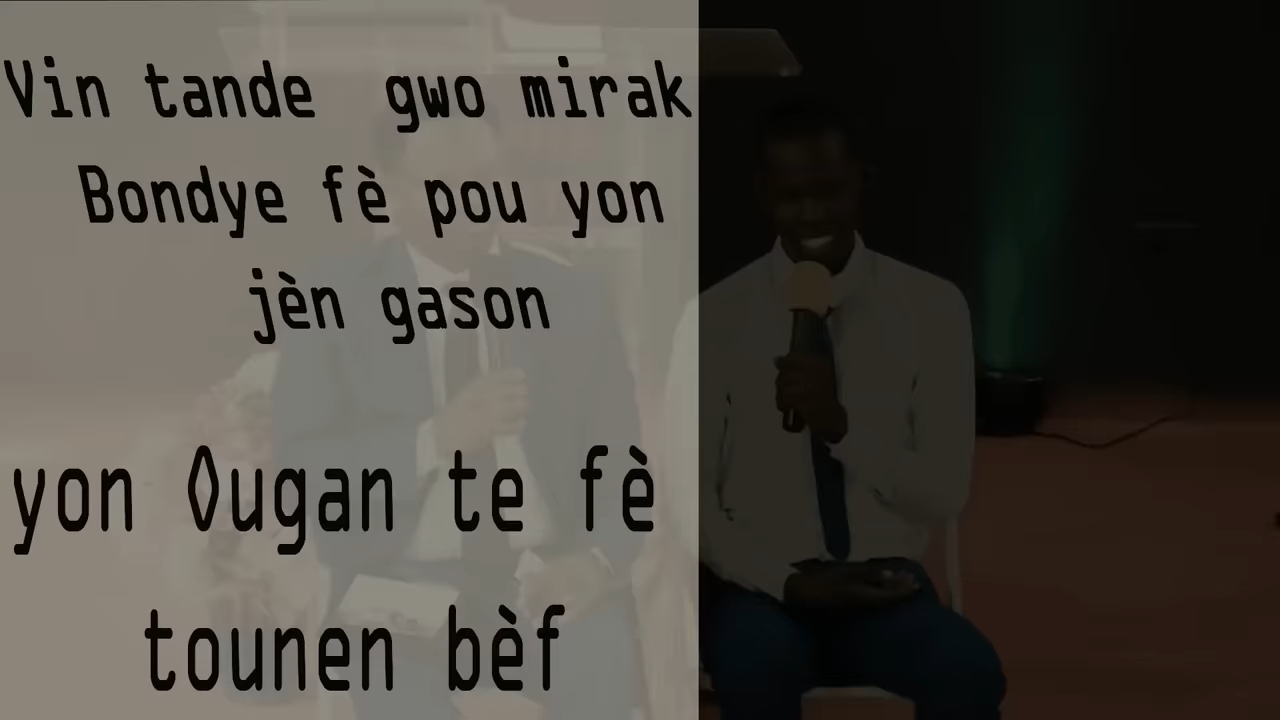 Vin tande gwo mirak
Bondye fè pou yon
jèn gason
yon Ougan te fè
tounen bèf